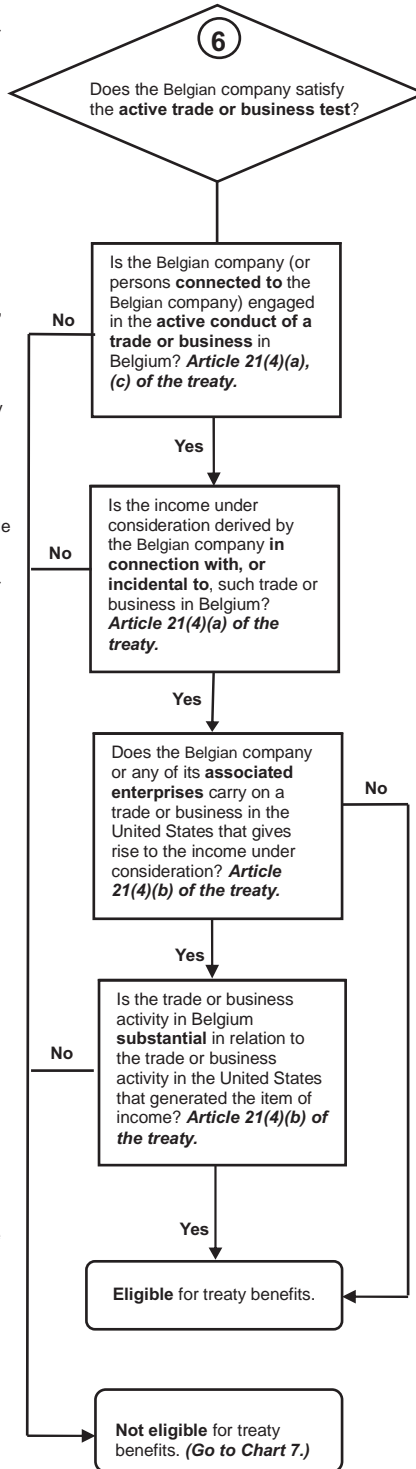 6
Does the Belgian company satisfy
the active trade or business test?
Is the Belgian company (or
persons connected to the
Belgian company) engaged
in the active conduct of a
trade or business in
Belgium? Article 21(4)(a),
(c) of the treaty.
No
Yes
Is the income under
consideration derived by
the Belgian company in
connection with, or
incidental to, such trade or
business in Belgium?
Article 21(4)(a) of the
treaty.
No
Yes
Does the Belgian company
or any of its associated
enterprises carry on a
trade or business in the
United States that gives
rise to the income under
consideration? Article
21(4)(b) of the treaty.
No
Yes
Is the trade or business
activity in Belgium
substantial in relation to
the trade or business
activity in the United States
that generated the item of
income? Article 21(4)(b) of
the treaty.
No
Yes
Eligible for treaty benefits.
Not eligible for treaty
benefits. (Go to Chart 7.)